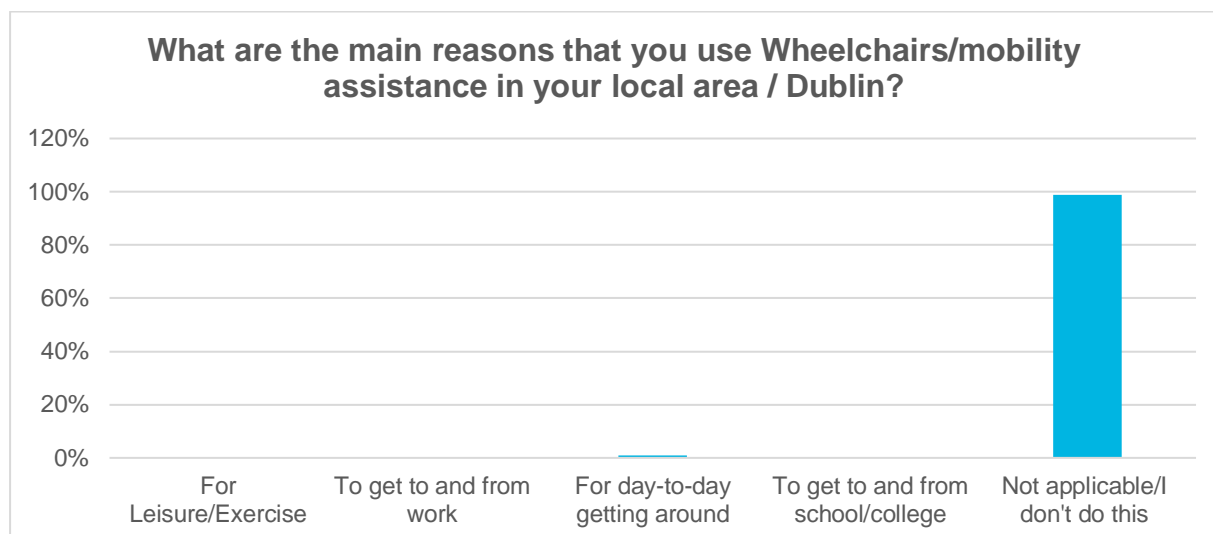 What are the main reasons that you use Wheelchairs/mobility
assistance in your local area / Dublin?
120%
100%
80%
60%
40%
20%
0%
For
Leisure/Exercise
To get to and from
work
For day-to-day
getting around
To get to and from
school/college
Not applicable/I
don't do this